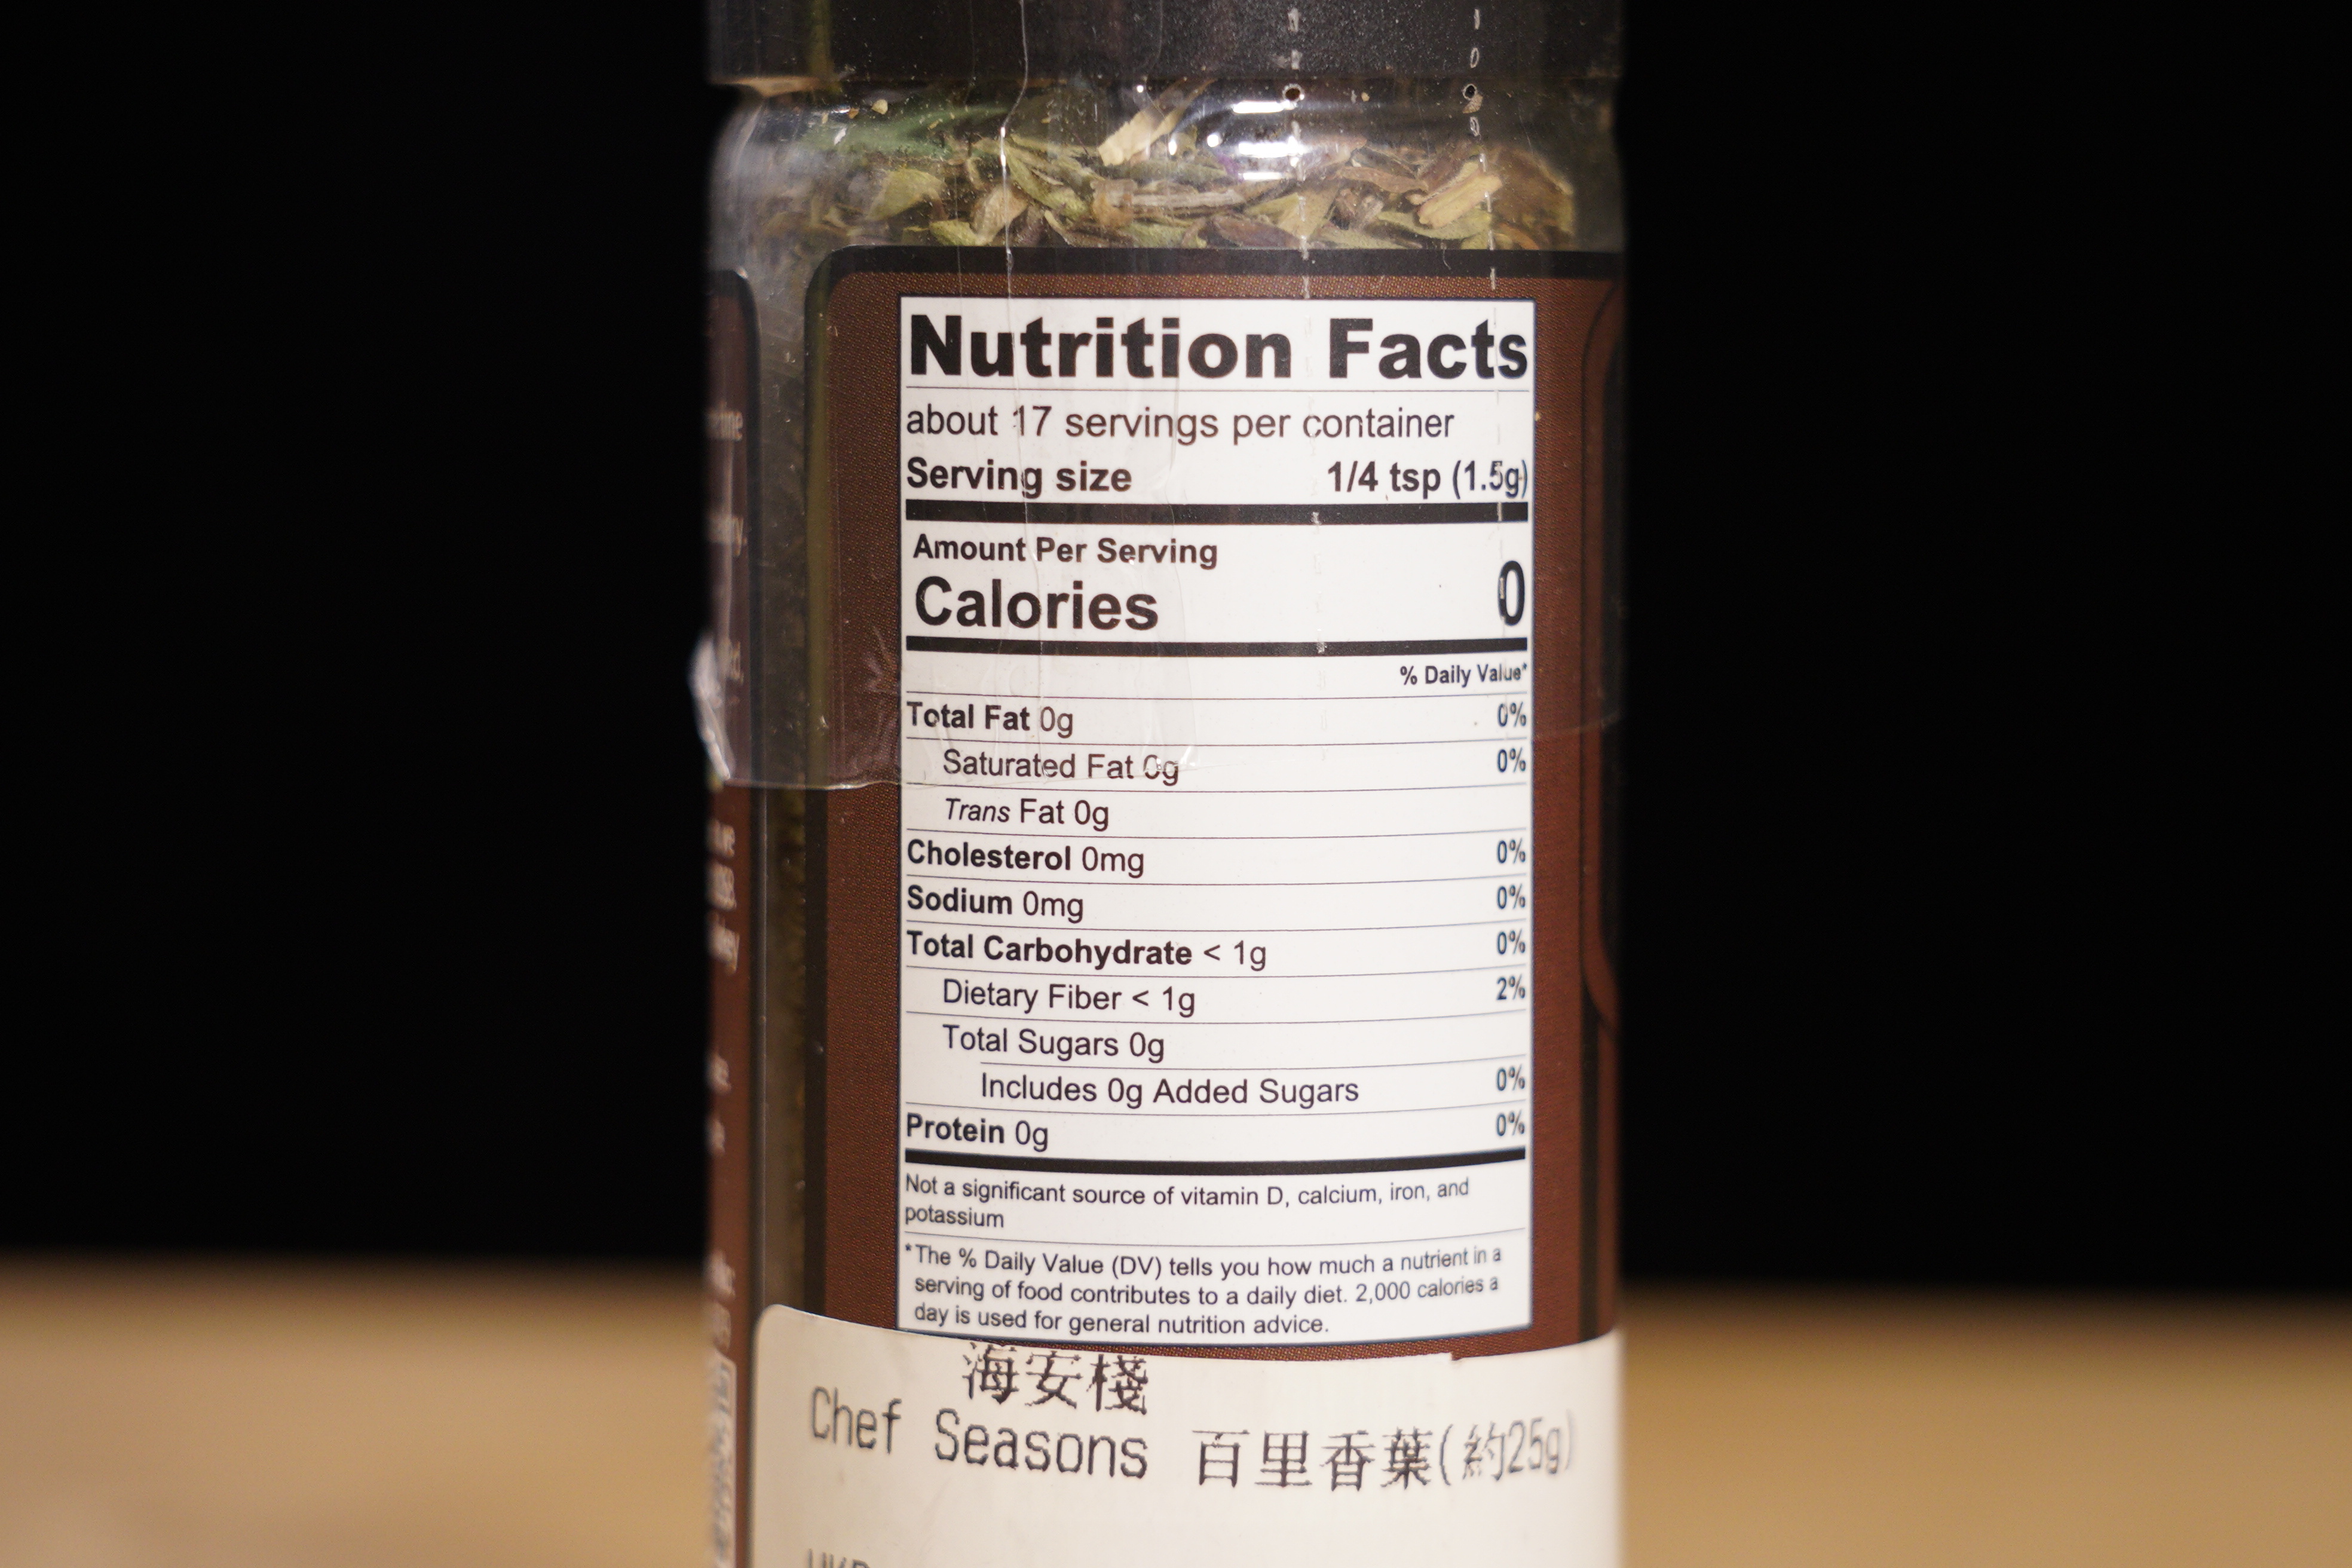 Nutrition Facts
about 17 servings per container
Serving size 1/4 tsp (1.5g)
Amount Per Serving
Calories 0
% Daily Value*
Total Fat 0g 0%
Saturated Fat 0g 0%
Trans Fat 0g
Cholesterol 0mg 0%
Sodium 0mg 0%
Total Carbohydrate < 1g 0%
Dietary Fiber < 1g 2%
Total Sugars 0g
Includes 0g Added Sugars 0%
Protein 0g 0%
Not a significant source of vitamin D, calcium, iron, and
potassium
*The % Daily Value (DV) tells you how much a nutrient in a
serving of food contributes to a daily diet. 2,000 calories a
day is used for general nutrition advice.
海安棧
Chef Seasons 百里香葉(約25g)